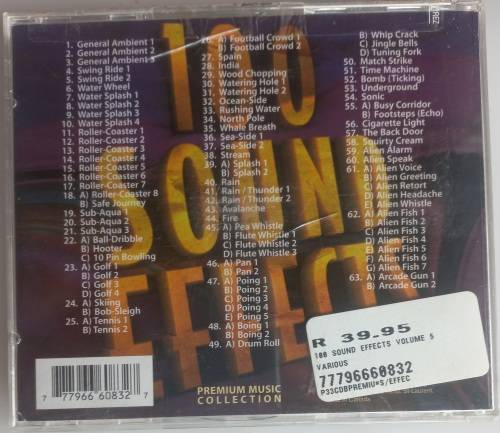 1. General Ambient 1
2. General Ambient 2
3. General Ambient 3
4. Swing Ride 1
5. Swing Ride 2
6. Water Wheel
7. Water Splash 1
8. Water Splash 2
9. Water Splash 3
10. Water Splash 4
11. Roller-Coaster 1
12. Roller-Coaster 2
13. Roller-Coaster 3
14. Roller-Coaster 4
15. Roller-Coaster 5
16. Roller-Coaster 6
17. Roller-Coaster 7
18. A) Roller-Coaster 8
B) Safe Journey
19. Sub-Aqua 1
20. Sub-Aqua 2
21. Sub-Aqua 3
22. A) Ball-Dribble
B) Hooter
C) 10 Pin Bowling
23. A) Golf 1
B) Golf 2
C) Golf 3
D) Golf 4
24. A) Skiing
B) Bob-Sleigh
25. A) Tennis 1
B) Tennis 2
26. A) Football Crowd 1
B) Football Crowd 2
27. Spain
28. India
29. Wood Chopping
30. Watering Hole 1
31. Watering Hole 2
32. Ocean-Side
33. Rushing Water
34. North Pole
35. Whale Breath
36. Sea-Side 1
37. Sea-Side 2
38. Stream
39. A) Splash 1
B) Splash 2
40. Rain
41. Rain / Thunder 1
42. Rain / Thunder 2
43. Avalanche
44. Fire
45. A) Pea Whistle
B) Flute Whistle 1
C) Flute Whistle 2
D) Flute Whistle 3
46. A) Pan 1
B) Pan 2
47. A) Poing 1
B) Poing 2
C) Poing 3
D) Poing 4
E) Poing 5
48. A) Boing 1
B) Boing 2
49. A) Drum Roll
B) Whip Crack
C) Jingle Bells
D) Tuning Fork
50. Match Strike
51. Time Machine
52. Bomb (Ticking)
53. Underground
54. Sonic
55. A) Busy Corridor
B) Footsteps (Echo)
56. Cigarette Light
57. The Back Door
58. Squirty Cream
59. Alien Alarm
60. Alien Speak
61. A) Alien Voice
B) Alien Greeting
C) Alien Retort
D) Alien Headache
E) Alien Whistle
62. A) Alien Fish 1
B) Alien Fish 2
C) Alien Fish 3
D) Alien Fish 4
E) Alien Fish 5
F) Alien Fish 6
G) Alien Fish 7
63. A) Arcade Gun 1
B) Arcade Gun 2
100
SOUND
EFFECTS
7 77966 60832 7
PREMIUM MUSIC
COLLECTION
R 39.95
100 SOUND EFFECTS VOLUME 5
VARIOUS
77796660832
P33CDBPREMIU*S/EFFEC
St-Laurent